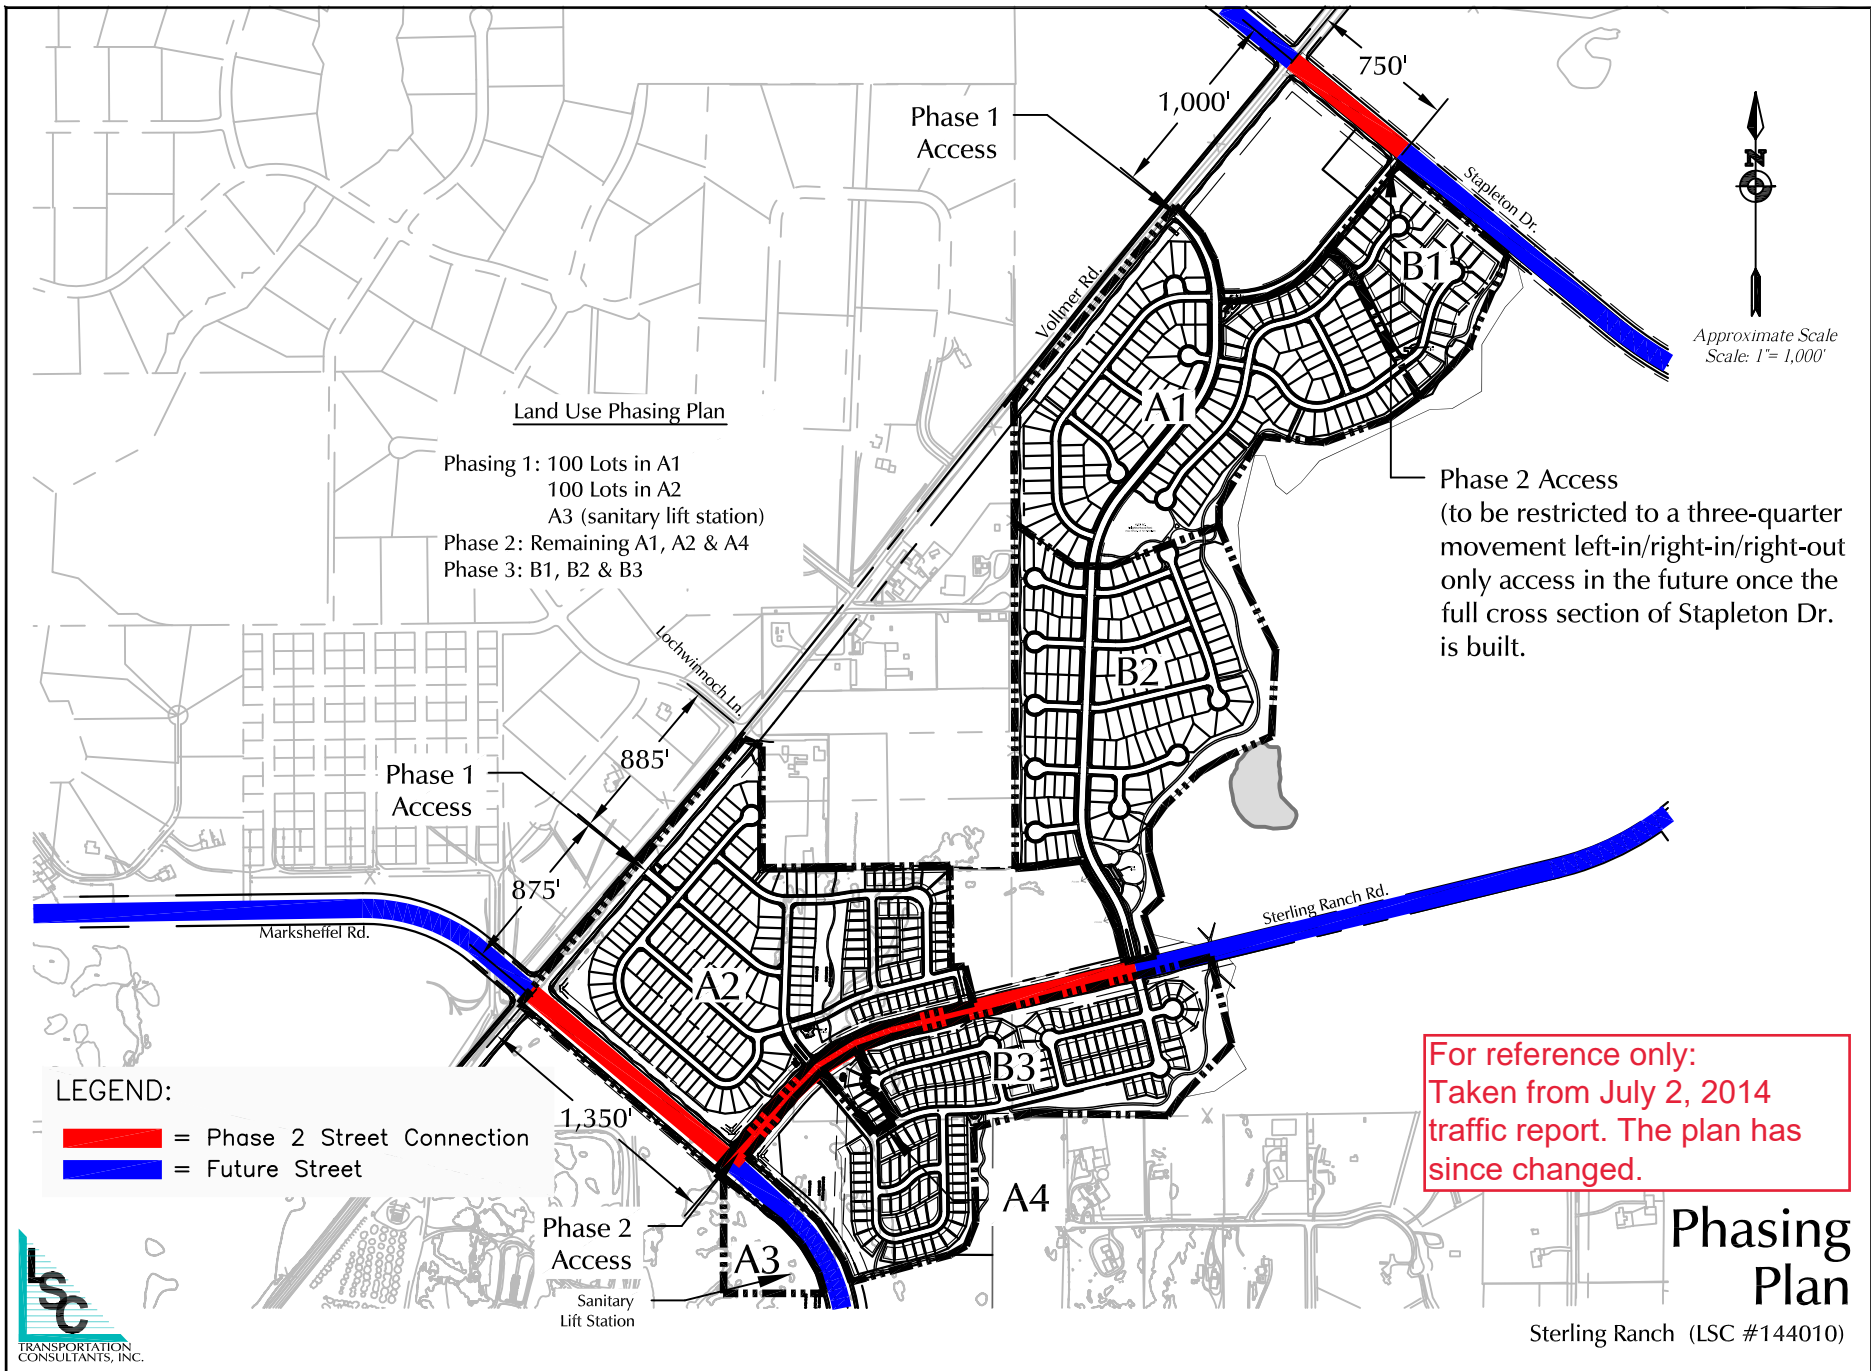 750'
1,000'
Phase 1
Access
Stapleton Dr.
N
B1
Vollmer Rd.
Approximate Scale
Scale: 1"= 1,000'
A1
Land Use Phasing Plan
Phasing 1: 100 Lots in A1
100 Lots in A2
A3 (sanitary lift station)
Phase 2: Remaining A1, A2 & A4
Phase 3: B1, B2 & B3
Phase 2 Access
(to be restricted to a three-quarter
movement left-in/right-in/right-out
only access in the future once the
full cross section of Stapleton Dr.
is built.
Lochwinnoch Ln.
B2
885'
Phase 1
Access
875'
Sterling Ranch Rd.
Marksheffel Rd.
A2
B3
For reference only:
Taken from July 2, 2014
traffic report. The plan has
since changed.
LEGEND:
= Phase 2 Street Connection
= Future Street
1,350'
A4
Phase 2
Access
A3
Sanitary
Lift Station
Phasing
Plan
Sterling Ranch (LSC #144010)
LSC
TRANSPORTATION
CONSULTANTS, INC.